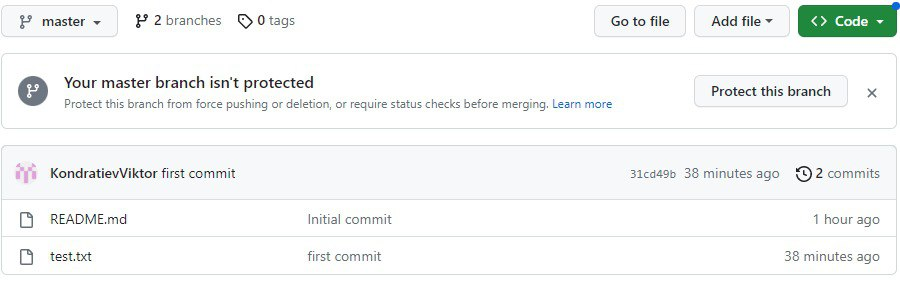 master 2 branches 0 tags Go to file Add file Code
Your master branch isn't protected
Protect this branch from force pushing or deletion, or require status checks before merging. Learn more
Protect this branch
KondratievViktor first commit 31cd49b 38 minutes ago 2 commits
README.md Initial commit 1 hour ago
test.txt first commit 38 minutes ago